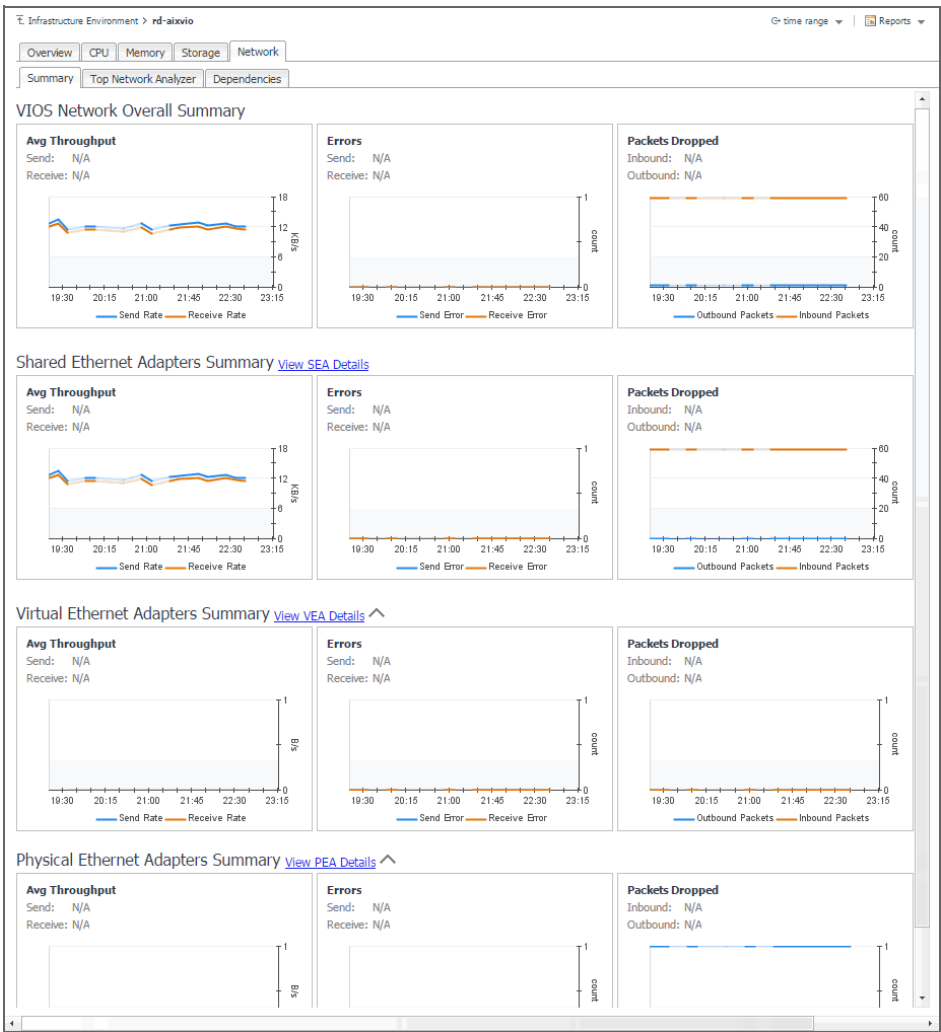 Infrastructure Environment > rd-aixvio
time range
Reports
Overview CPU Memory Storage Network
Summary Top Network Analyzer Dependencies
VIOS Network Overall Summary
Avg Throughput
Send: N/A
Receive: N/A
18
12
6
0
KB/s
19:30 20:15 21:00 21:45 22:30 23:15
Send Rate Receive Rate
Errors
Send: N/A
Receive: N/A
1
0
count
19:30 20:15 21:00 21:45 22:30 23:15
Send Error Receive Error
Packets Dropped
Inbound: N/A
Outbound: N/A
60
40
20
0
count
19:30 20:15 21:00 21:45 22:30 23:15
Outbound Packets Inbound Packets
Shared Ethernet Adapters Summary View SEA Details
Avg Throughput
Send: N/A
Receive: N/A
18
12
6
0
KB/s
19:30 20:15 21:00 21:45 22:30 23:15
Send Rate Receive Rate
Errors
Send: N/A
Receive: N/A
1
0
count
19:30 20:15 21:00 21:45 22:30 23:15
Send Error Receive Error
Packets Dropped
Inbound: N/A
Outbound: N/A
60
40
20
0
count
19:30 20:15 21:00 21:45 22:30 23:15
Outbound Packets Inbound Packets
Virtual Ethernet Adapters Summary View VEA Details
Avg Throughput
Send: N/A
Receive: N/A
1
0
B/s
19:30 20:15 21:00 21:45 22:30 23:15
Send Rate Receive Rate
Errors
Send: N/A
Receive: N/A
1
0
count
19:30 20:15 21:00 21:45 22:30 23:15
Send Error Receive Error
Packets Dropped
Inbound: N/A
Outbound: N/A
1
0
count
19:30 20:15 21:00 21:45 22:30 23:15
Outbound Packets Inbound Packets
Physical Ethernet Adapters Summary View PEA Details
Avg Throughput
Send: N/A
Receive: N/A
1
B/s
Errors
Send: N/A
Receive: N/A
1
count
Packets Dropped
Inbound: N/A
Outbound: N/A
1
count